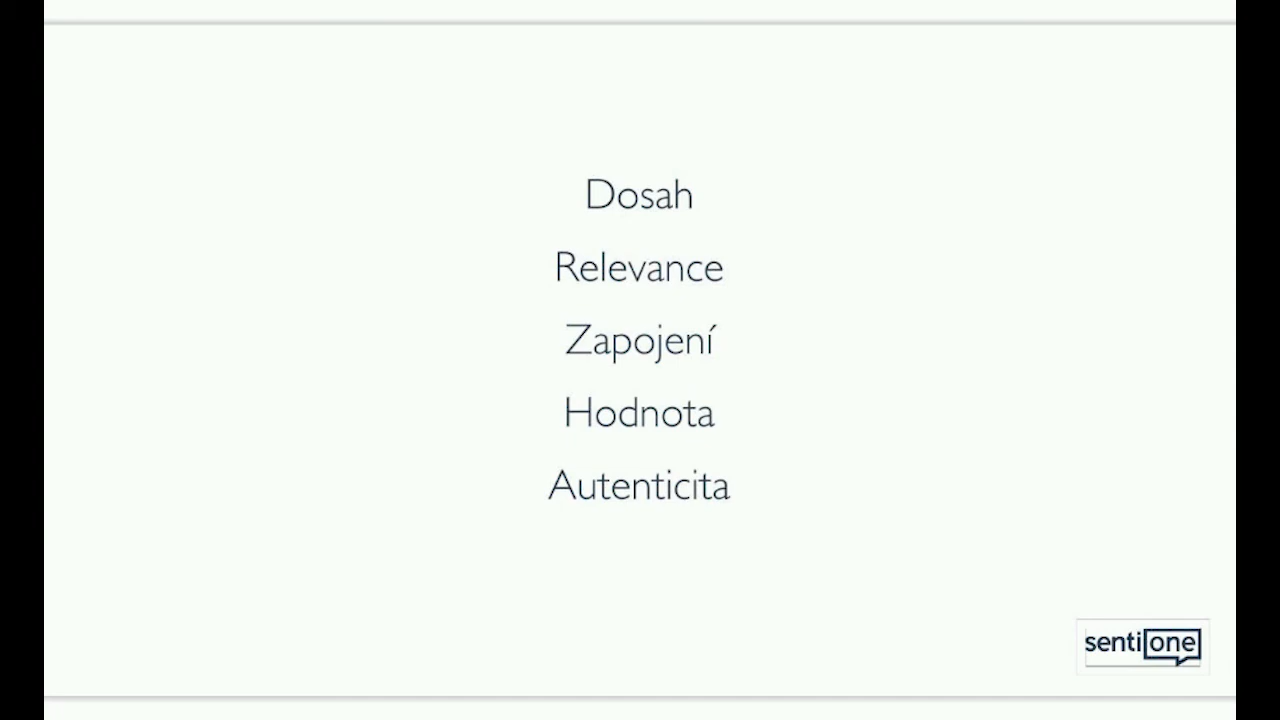 Dosah
Relevance
Zapojení
Hodnota
Autenticita
sentione